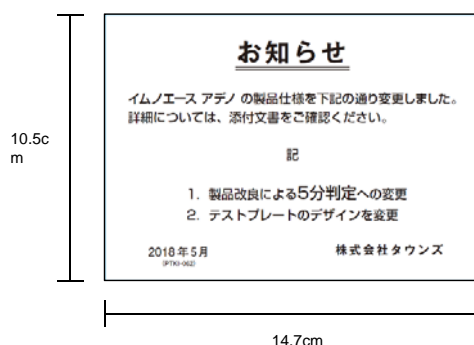 お知らせ
イムノエース アデノ の製品仕様を下記の通り変更しました。
詳細については、添付文書をご確認ください。
記
1. 製品改良による5分判定への変更
2. テストプレートのデザインを変更
2018年5月
株式会社タウンズ
10.5c
m
14.7cm